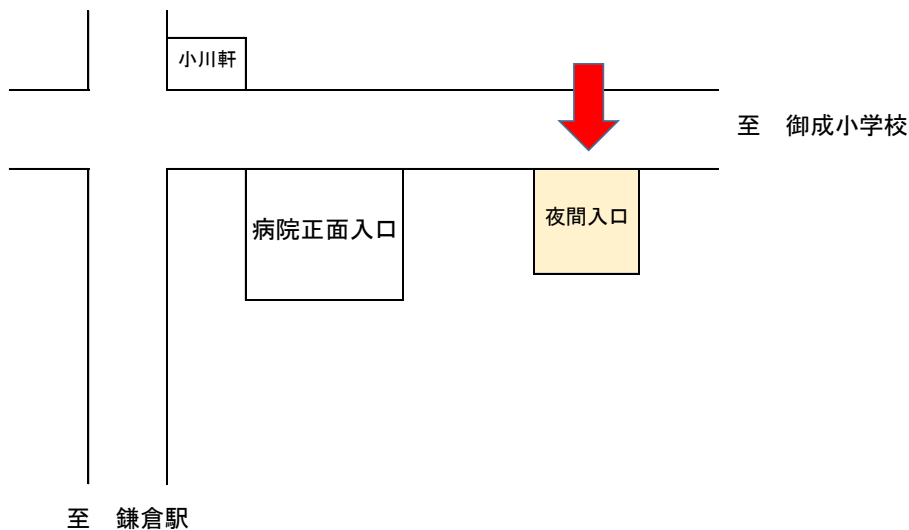 小川軒
至　御成小学校
病院正面入口
夜間入口
至　鎌倉駅